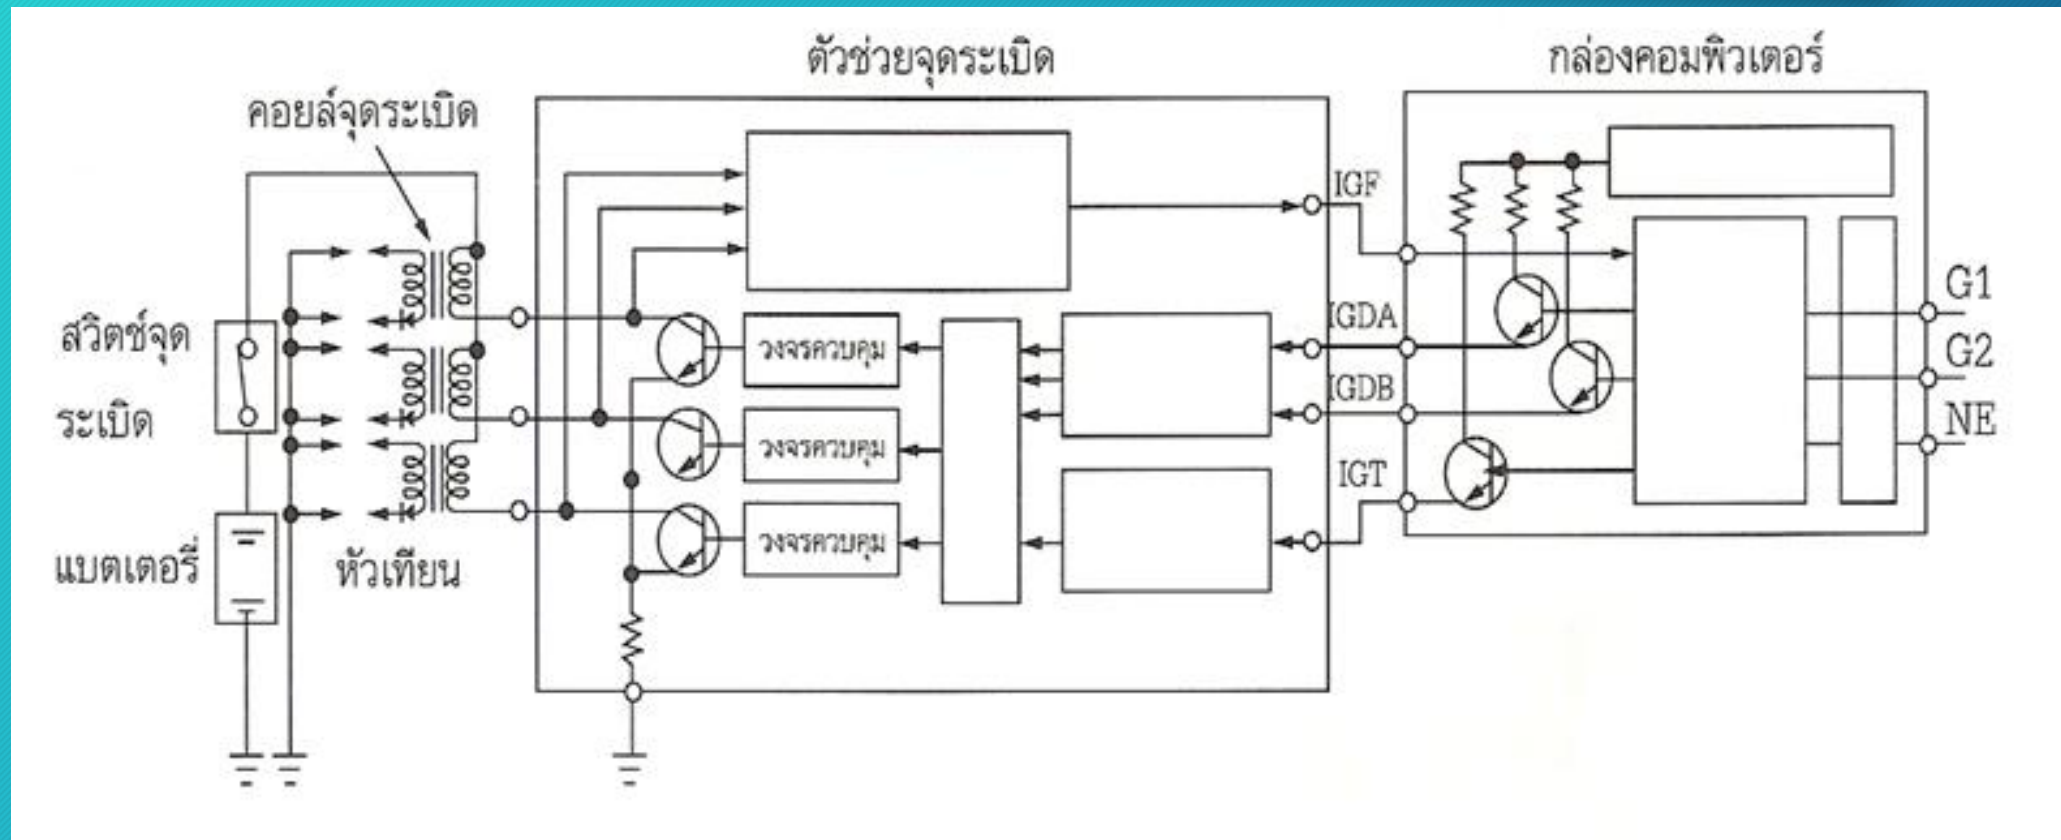 ตัวช่วยจุดระเบิด
กล่องคอมพิวเตอร์
คอยล์จุดระเบิด
สวิตช์จุด
ระเบิด
แบตเตอรี่
หัวเทียน
วงจรควบคุม
วงจรควบคุม
วงจรควบคุม
IGF
IGDA
IGDB
IGT
G1
G2
NE